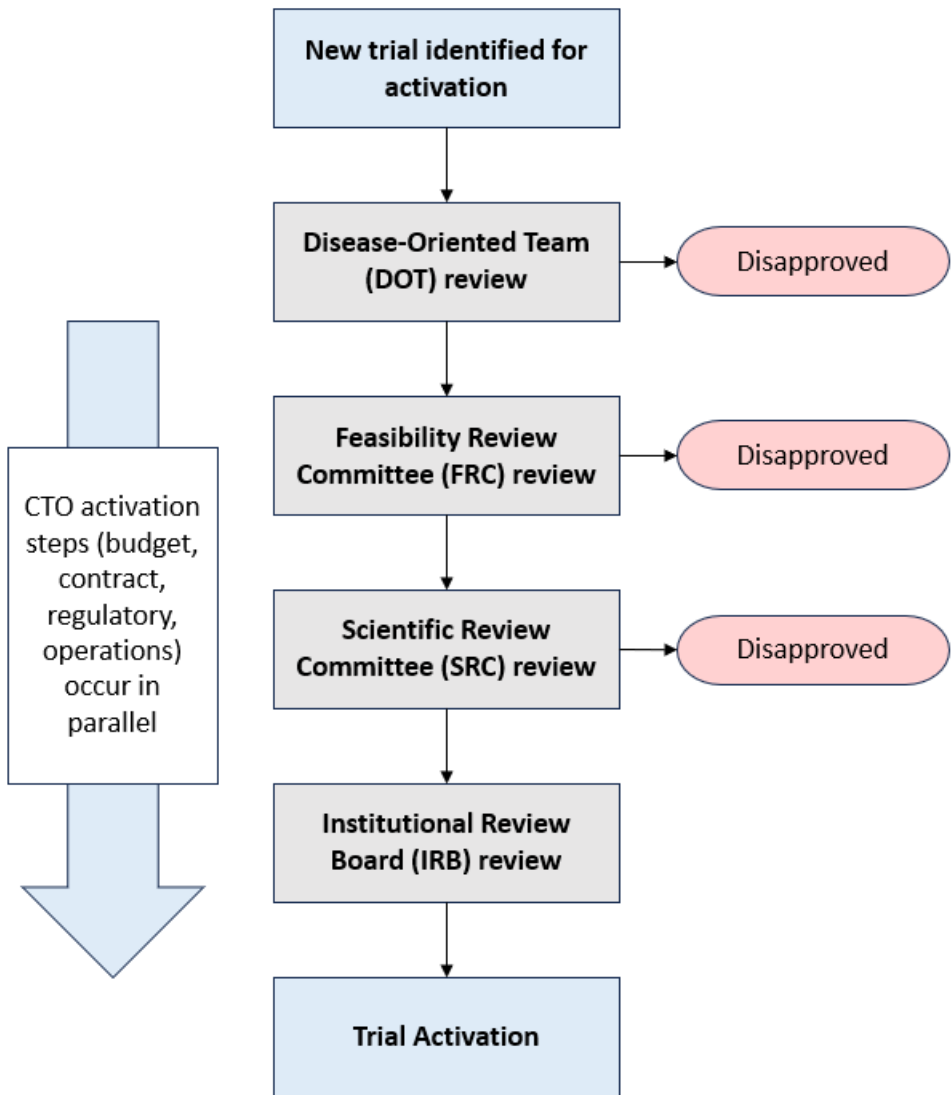 New trial identified for
activation
Disease-Oriented Team
(DOT) review
Disapproved
Feasibility Review
Committee (FRC) review
Disapproved
CTO activation
steps (budget,
contract,
regulatory,
operations)
occur in
parallel
Scientific Review
Committee (SRC) review
Disapproved
Institutional Review
Board (IRB) review
Trial Activation